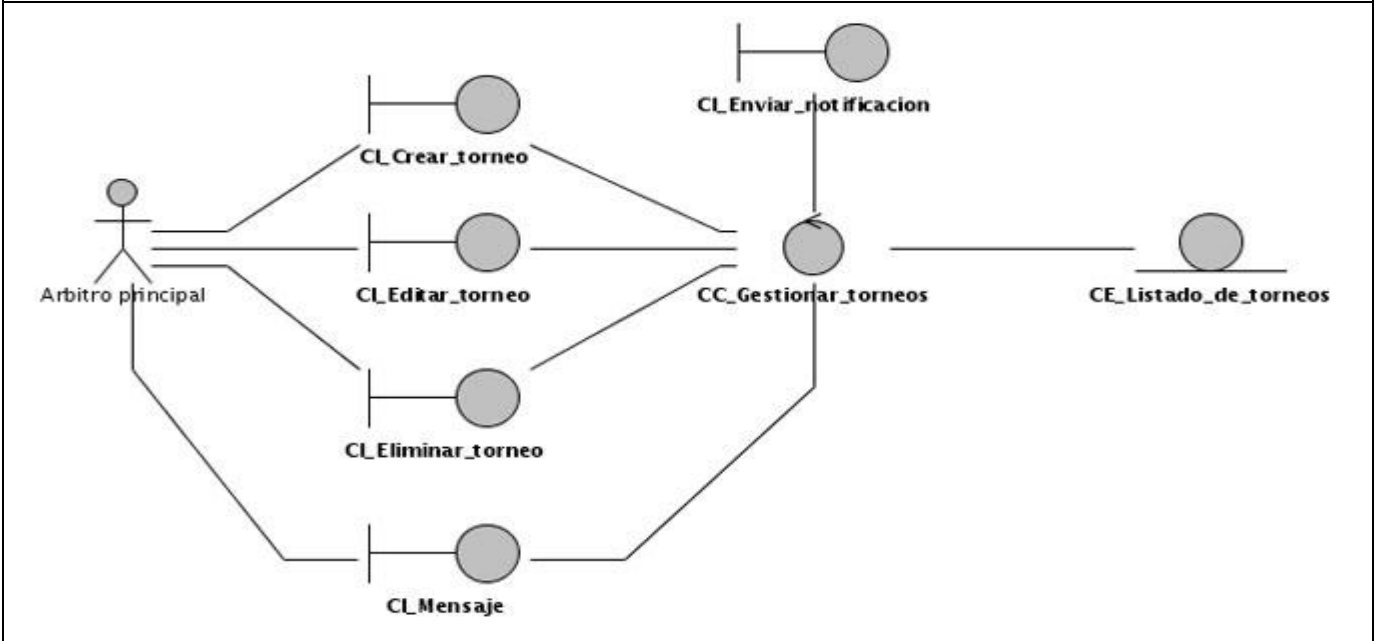 CI_Enviar_notificacion
CI_Crear_torneo
Arbitro principal
CI_Editar_torneo
CC_Gestionar_torneos
CE_Listado_de_torneos
CI_Eliminar_torneo
CI_Mensaje